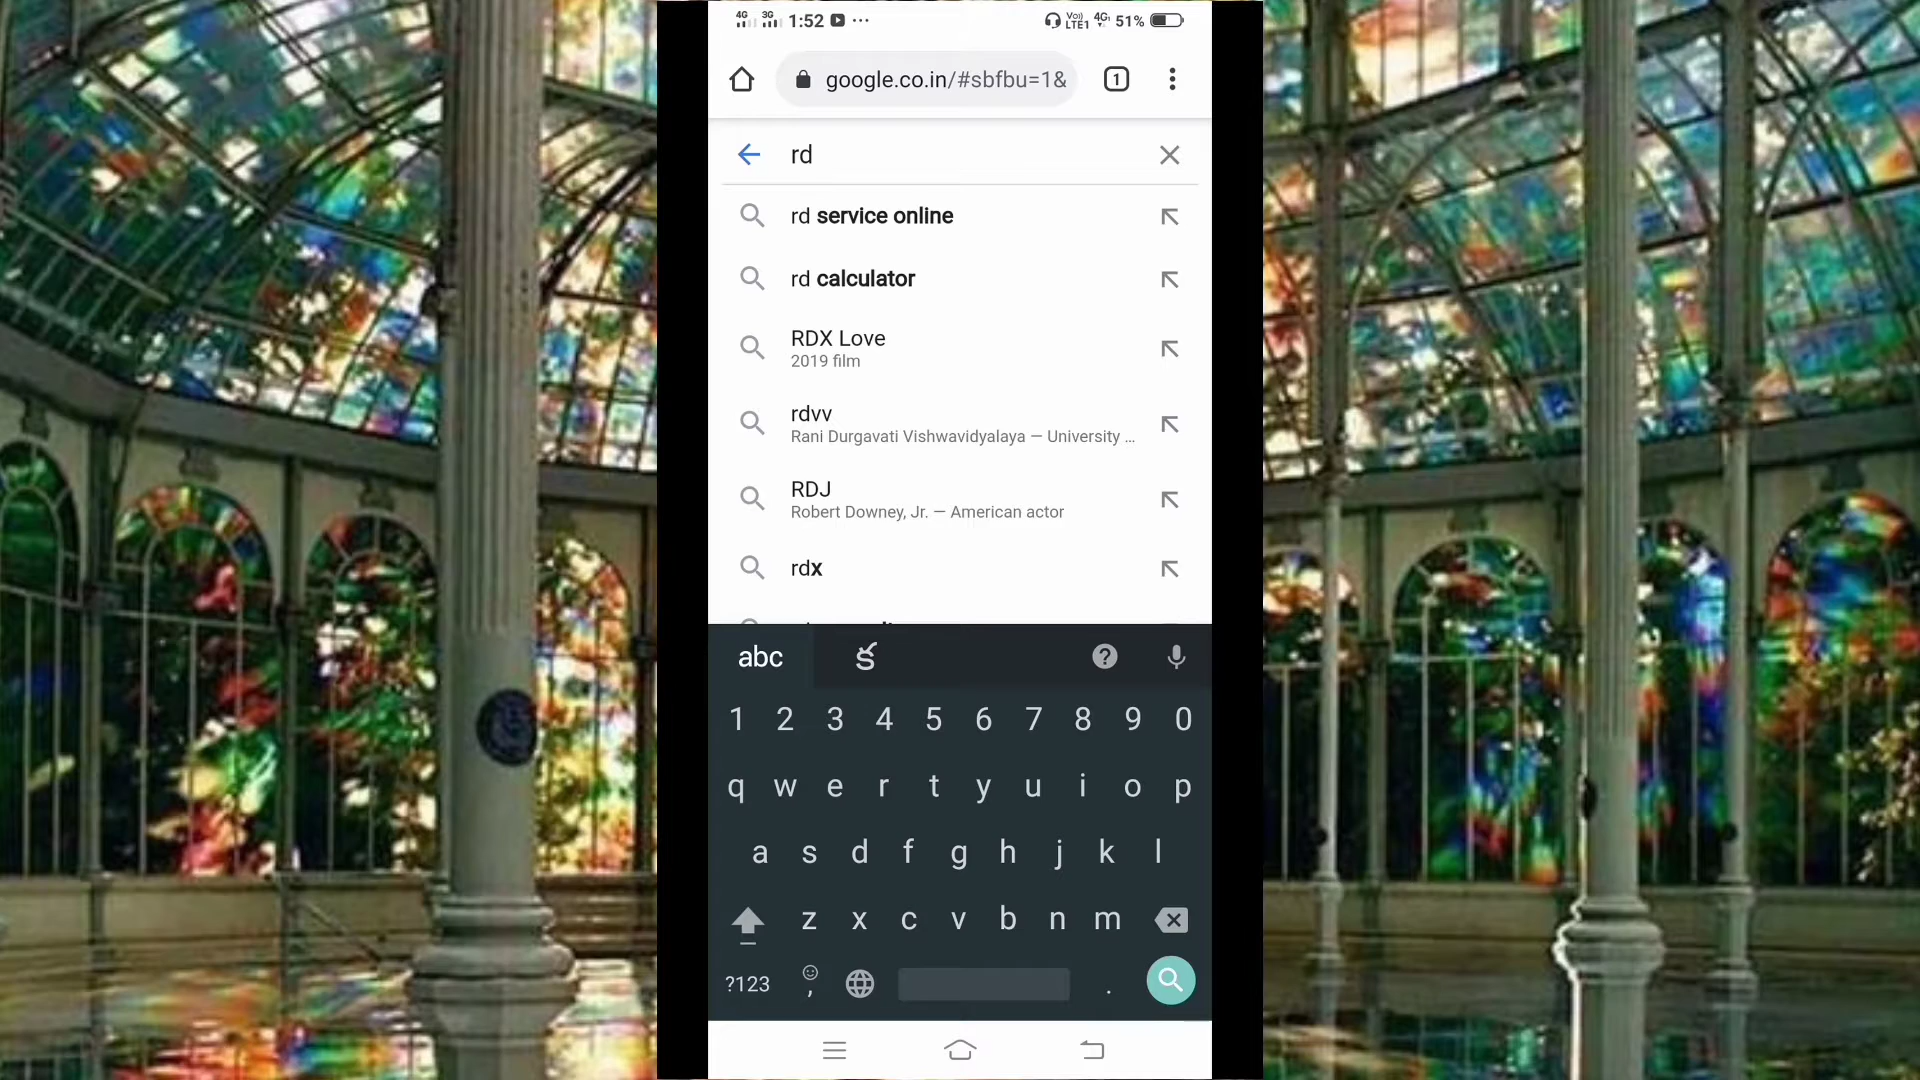 4G 3G 1:52 ... Vo)) LTE1 4G 51%
google.co.in/#sbfbu=1& 1
rd
rd service online
rd calculator
RDX Love
2019 film
rdvv
Rani Durgavati Vishwavidyalaya — University ...
RDJ
Robert Downey, Jr. — American actor
rdx
abc క ?
1 2 3 4 5 6 7 8 9 0
q w e r t y u i o p
a s d f g h j k l
z x c v b n m
?123 , .